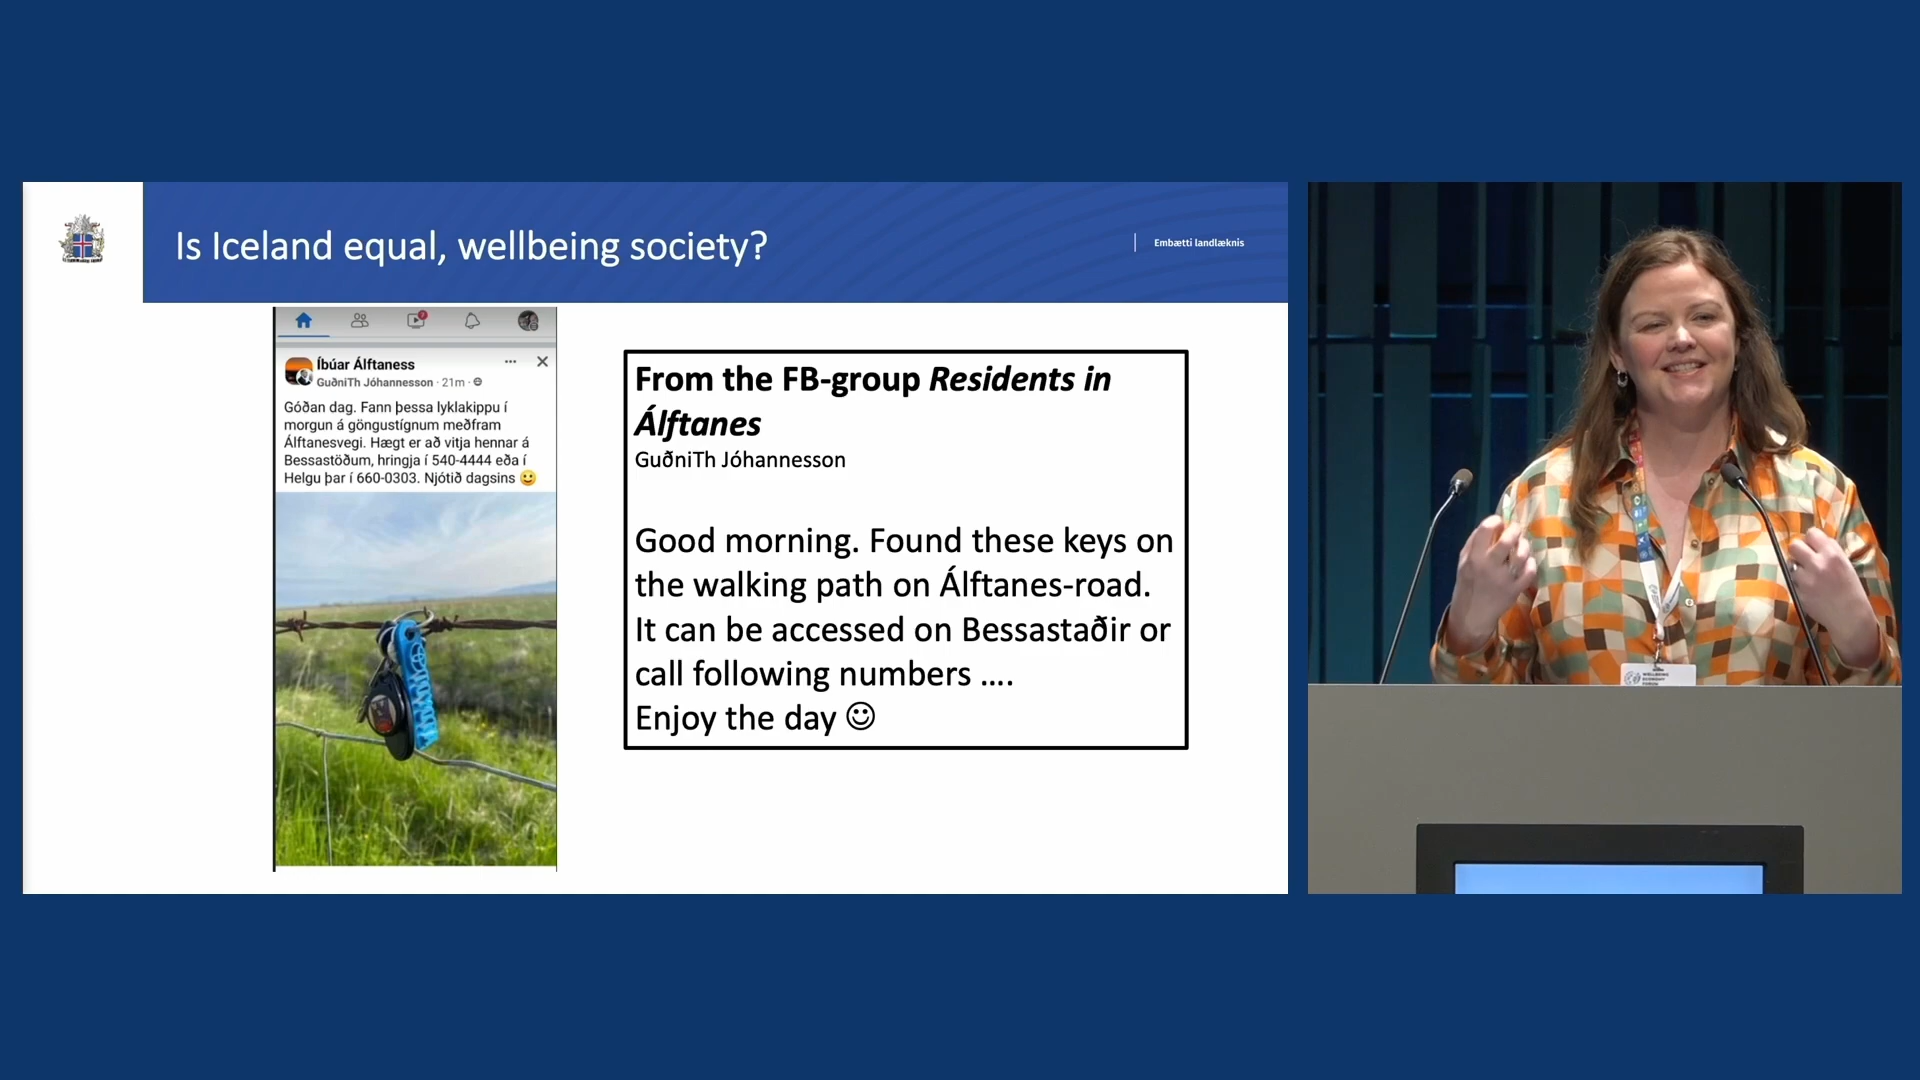 Is Iceland equal, wellbeing society?
Embætti landlæknis
Íbúar Álftaness
GuðniTh Jóhannesson · 21m ·
Góðan dag. Fann þessa lyklakippu í
morgun á göngustígnum meðfram
Álftanesvegi. Hægt er að vitja hennar á
Bessastöðum, hringja í 540-4444 eða í
Helgu þar í 660-0303. Njótið dagsins 🙂
From the FB-group Residents in
Álftanes
GuðniTh Jóhannesson
Good morning. Found these keys on
the walking path on Álftanes-road.
It can be accessed on Bessastaðir or
call following numbers ....
Enjoy the day ☺
WELLBEING
ECONOMY
FORUM